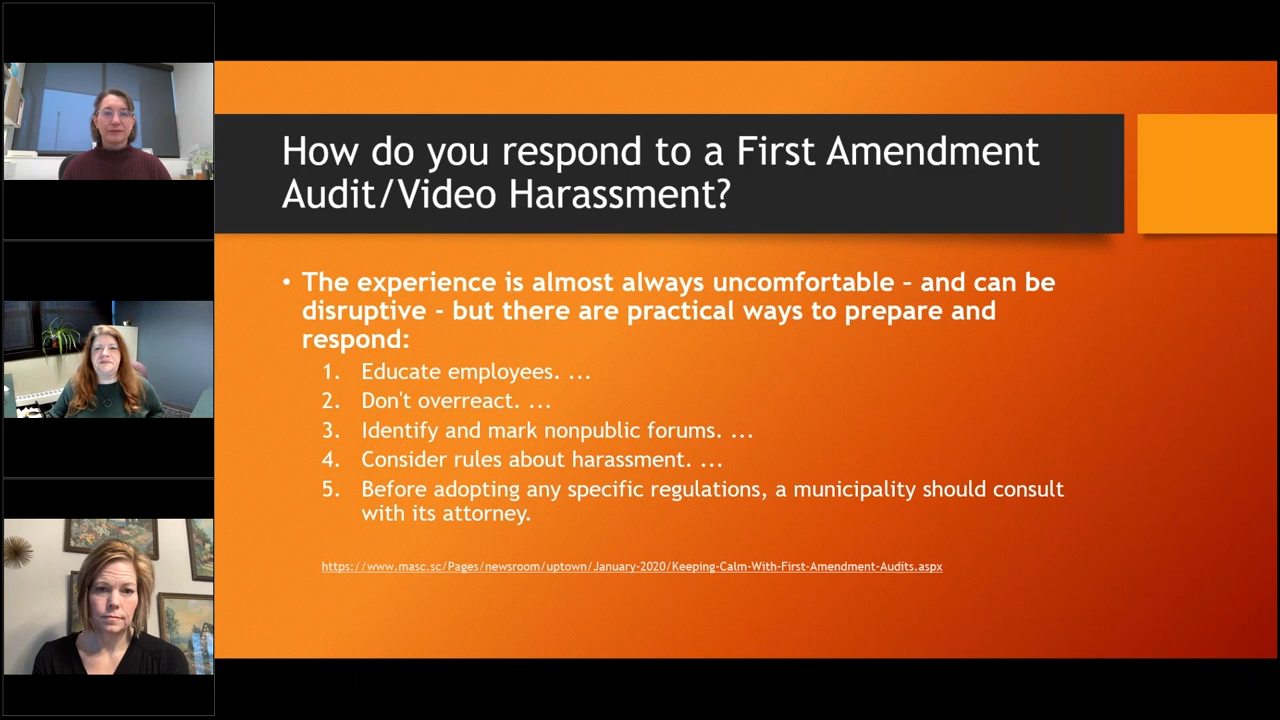 How do you respond to a First Amendment
Audit/Video Harassment?
• The experience is almost always uncomfortable – and can be
disruptive - but there are practical ways to prepare and
respond:
1. Educate employees. ...
2. Don't overreact. ...
3. Identify and mark nonpublic forums. ...
4. Consider rules about harassment. ...
5. Before adopting any specific regulations, a municipality should consult
with its attorney.
https://www.masc.sc/Pages/newsroom/uptown/January-2020/Keeping-Calm-With-First-Amendment-Audits.aspx